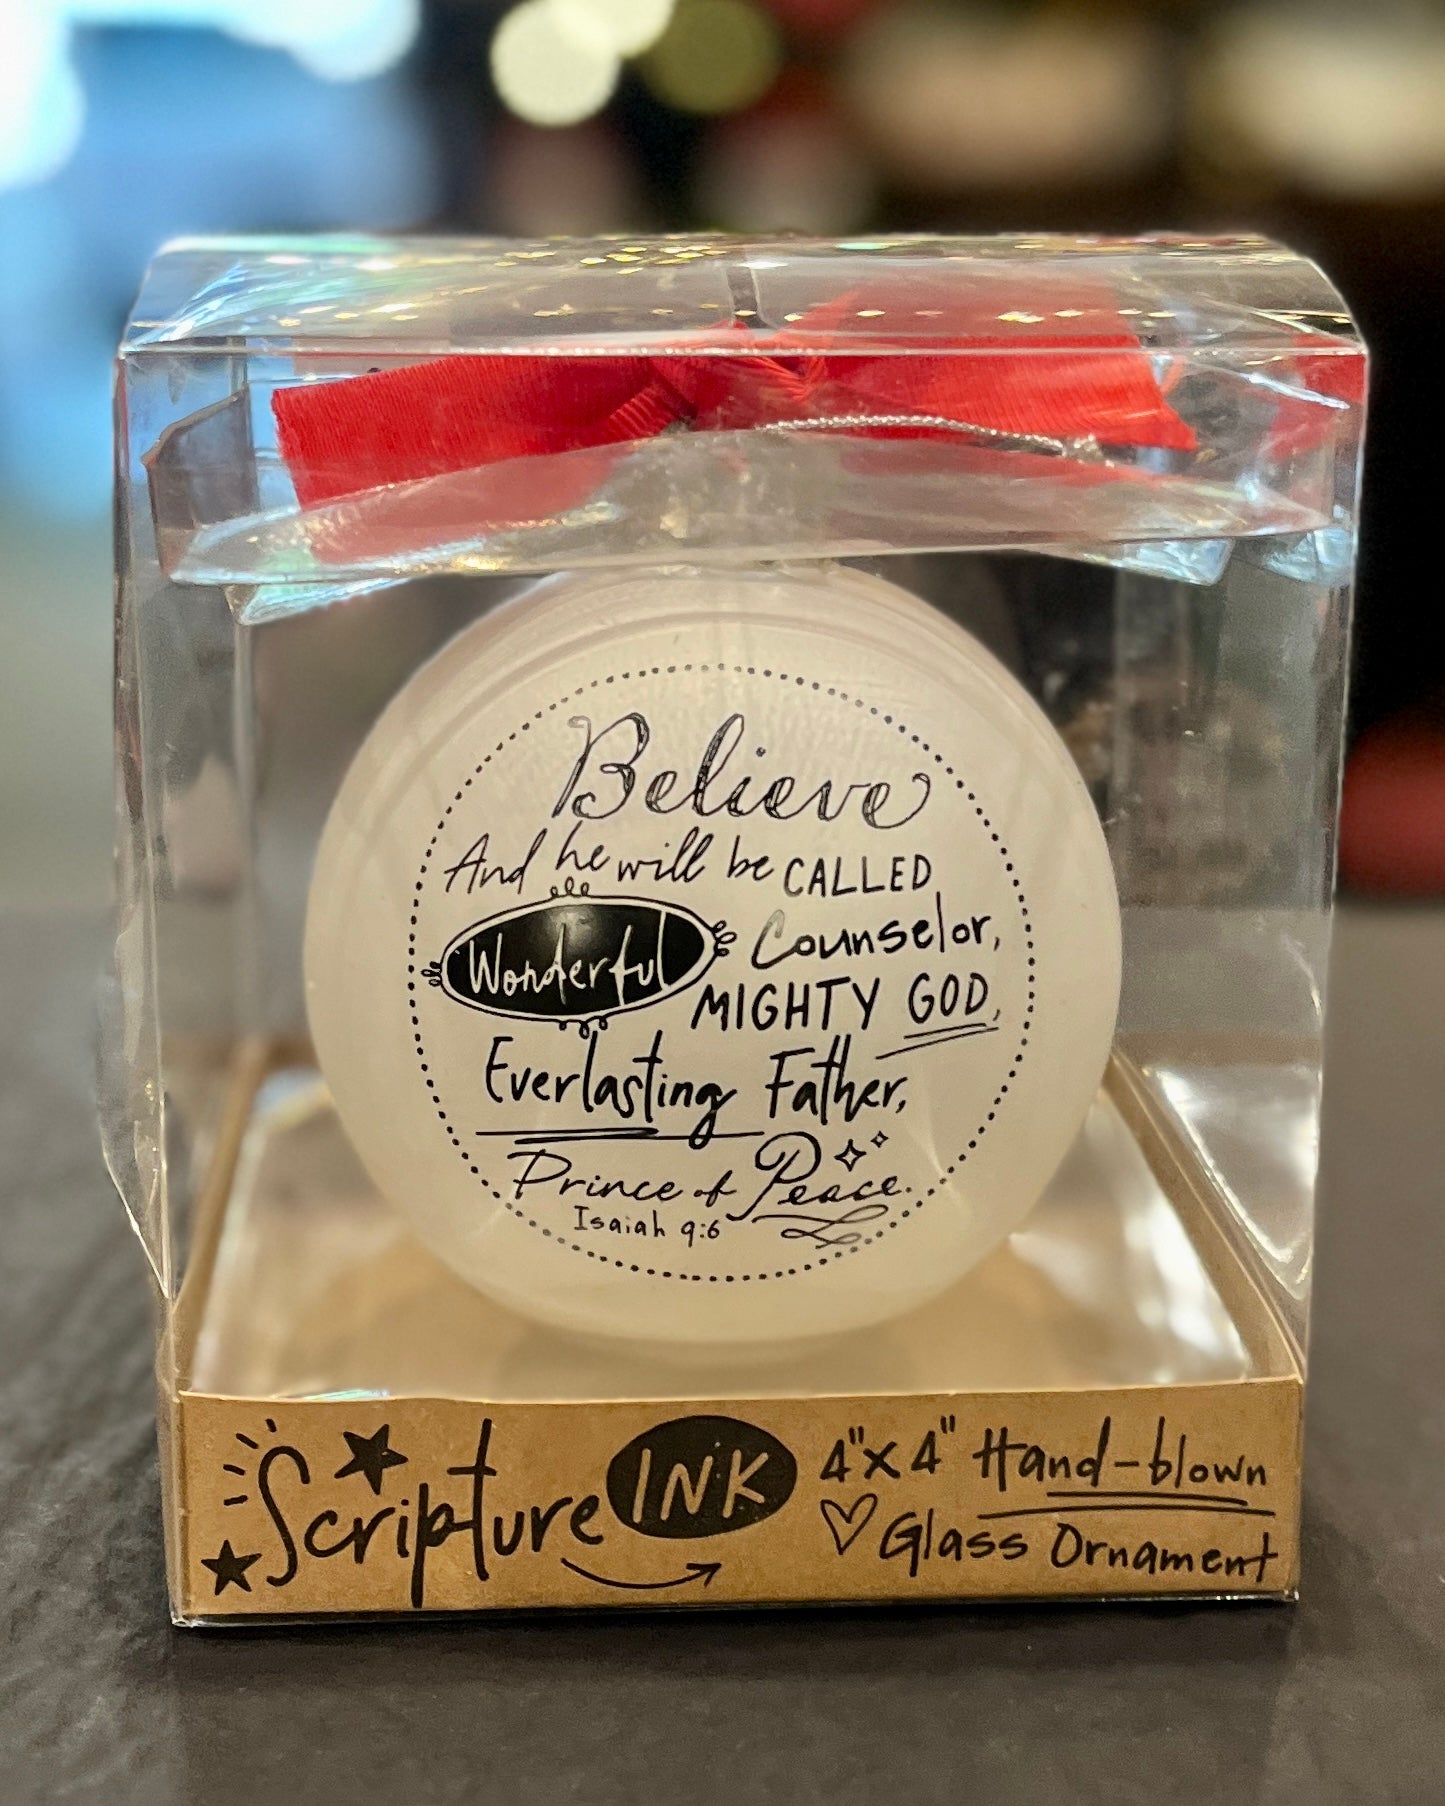 Believe
And he will be CALLED
Wonderful Counselor,
MIGHTY GOD,
Everlasting Father,
Prince of Peace.
Isaiah 9:6
Scripture INK
4"x4" Hand-blown
Glass Ornament